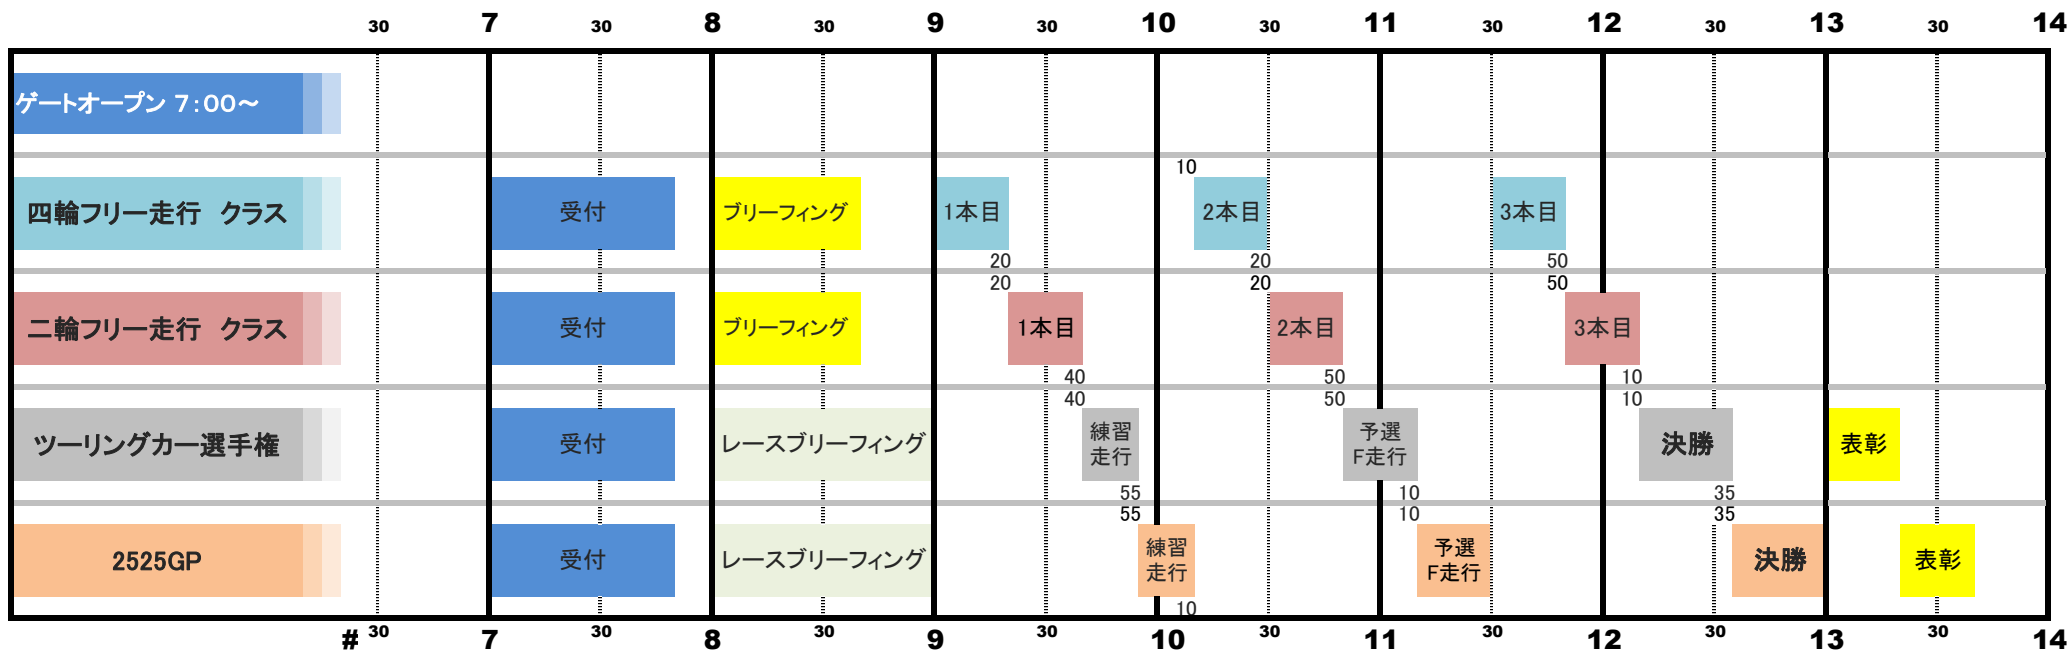 30 7 30 8 30 9 30 10 30 11 30 12 30 13 30 14
ゲートオープン 7:00～
10
四輪フリー走行 クラス 受付 ブリーフィング 1本目 2本目 3本目
20 20 50
20 20 50
二輪フリー走行 クラス 受付 ブリーフィング 1本目 2本目 3本目
40 50 10
40 50 10
ツーリングカー選手権 受付 レースブリーフィング 練習 予選 決勝 表彰
走行 F走行
55 10 35
55 10 35
2525GP 受付 レースブリーフィング 練習 予選 決勝 表彰
走行 F走行
10
# 30 7 30 8 30 9 30 10 30 11 30 12 30 13 30 14